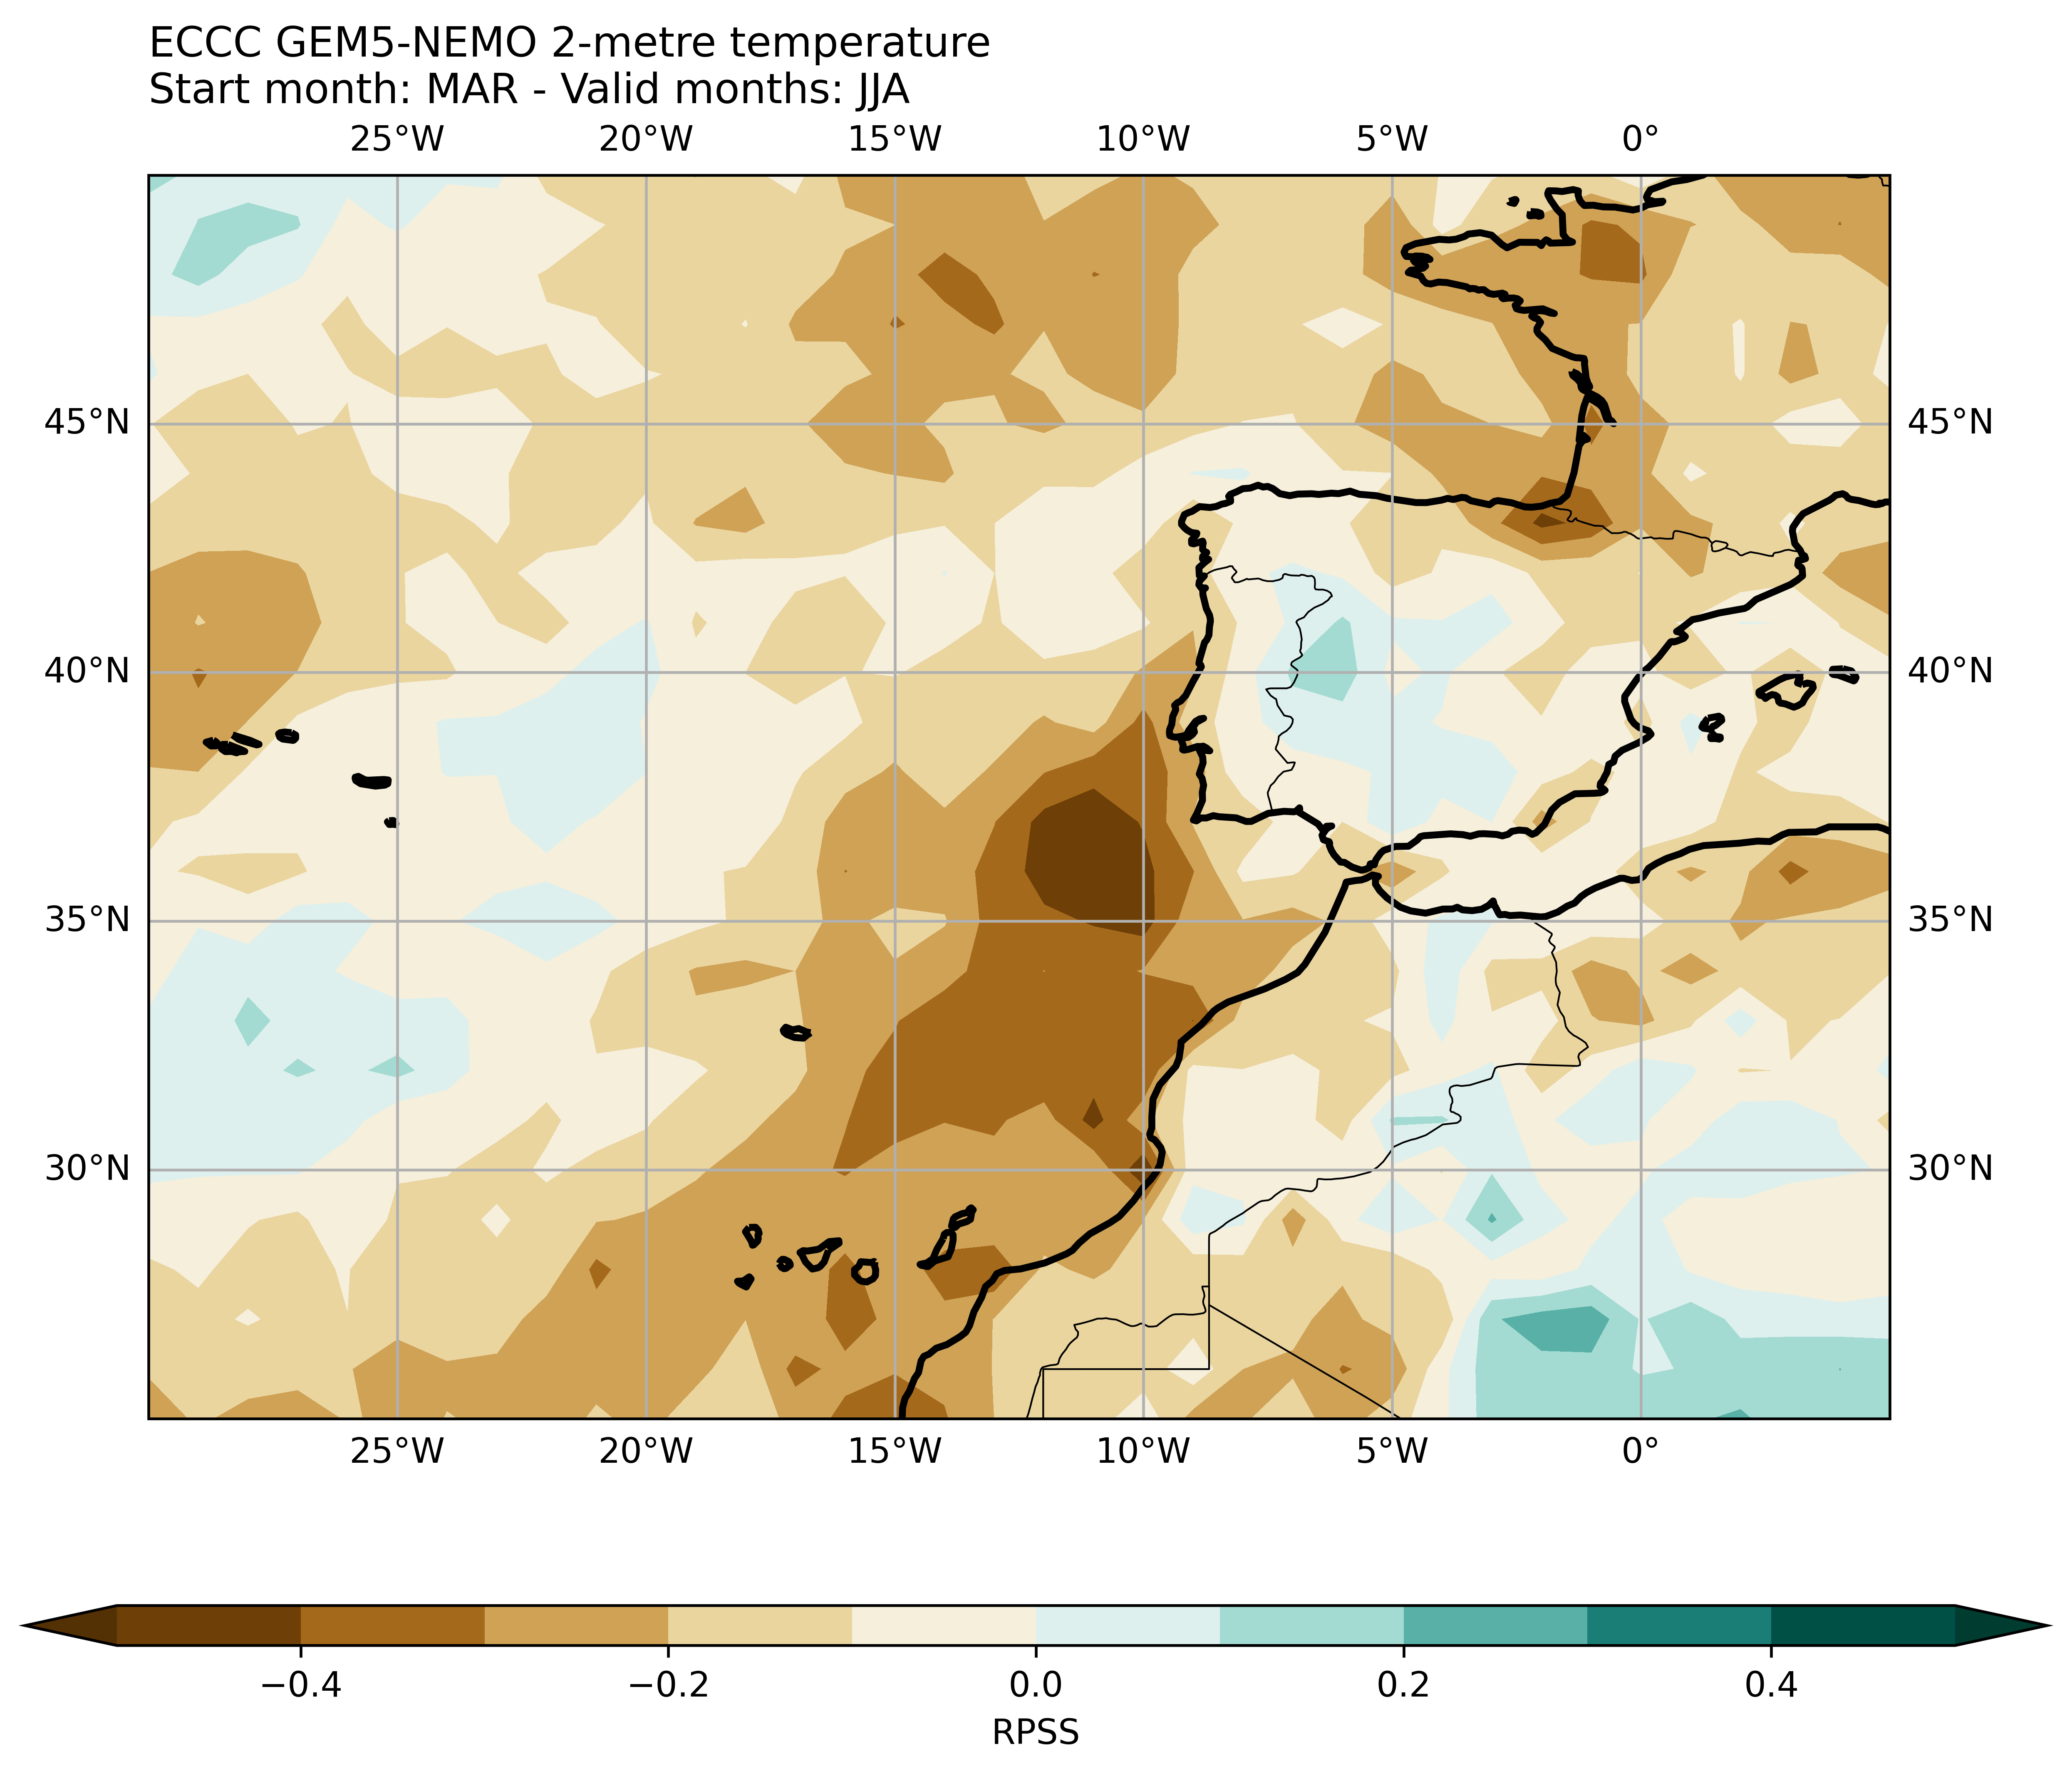 ECCC GEM5-NEMO 2-metre temperature
Start month: MAR - Valid months: JJA
25°W 20°W 15°W 10°W 5°W 0°
45°N 45°N
40°N 40°N
35°N 35°N
30°N 30°N
25°W 20°W 15°W 10°W 5°W 0°
−0.4 −0.2 0.0 0.2 0.4
RPSS